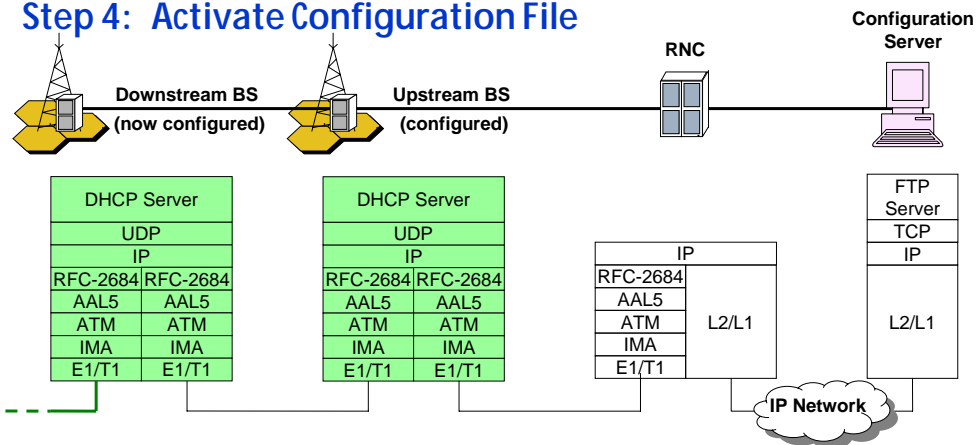 Step 4: Activate Configuration File
Configuration
Server
RNC
Downstream BS
(now configured)
Upstream BS
(configured)
DHCP Server
UDP
IP
RFC-2684 RFC-2684
AAL5 AAL5
ATM ATM
IMA IMA
E1/T1 E1/T1
DHCP Server
UDP
IP
RFC-2684 RFC-2684
AAL5 AAL5
ATM ATM
IMA IMA
E1/T1 E1/T1
IP
RFC-2684
AAL5
ATM
IMA
E1/T1
L2/L1
FTP
Server
TCP
IP
L2/L1
IP Network